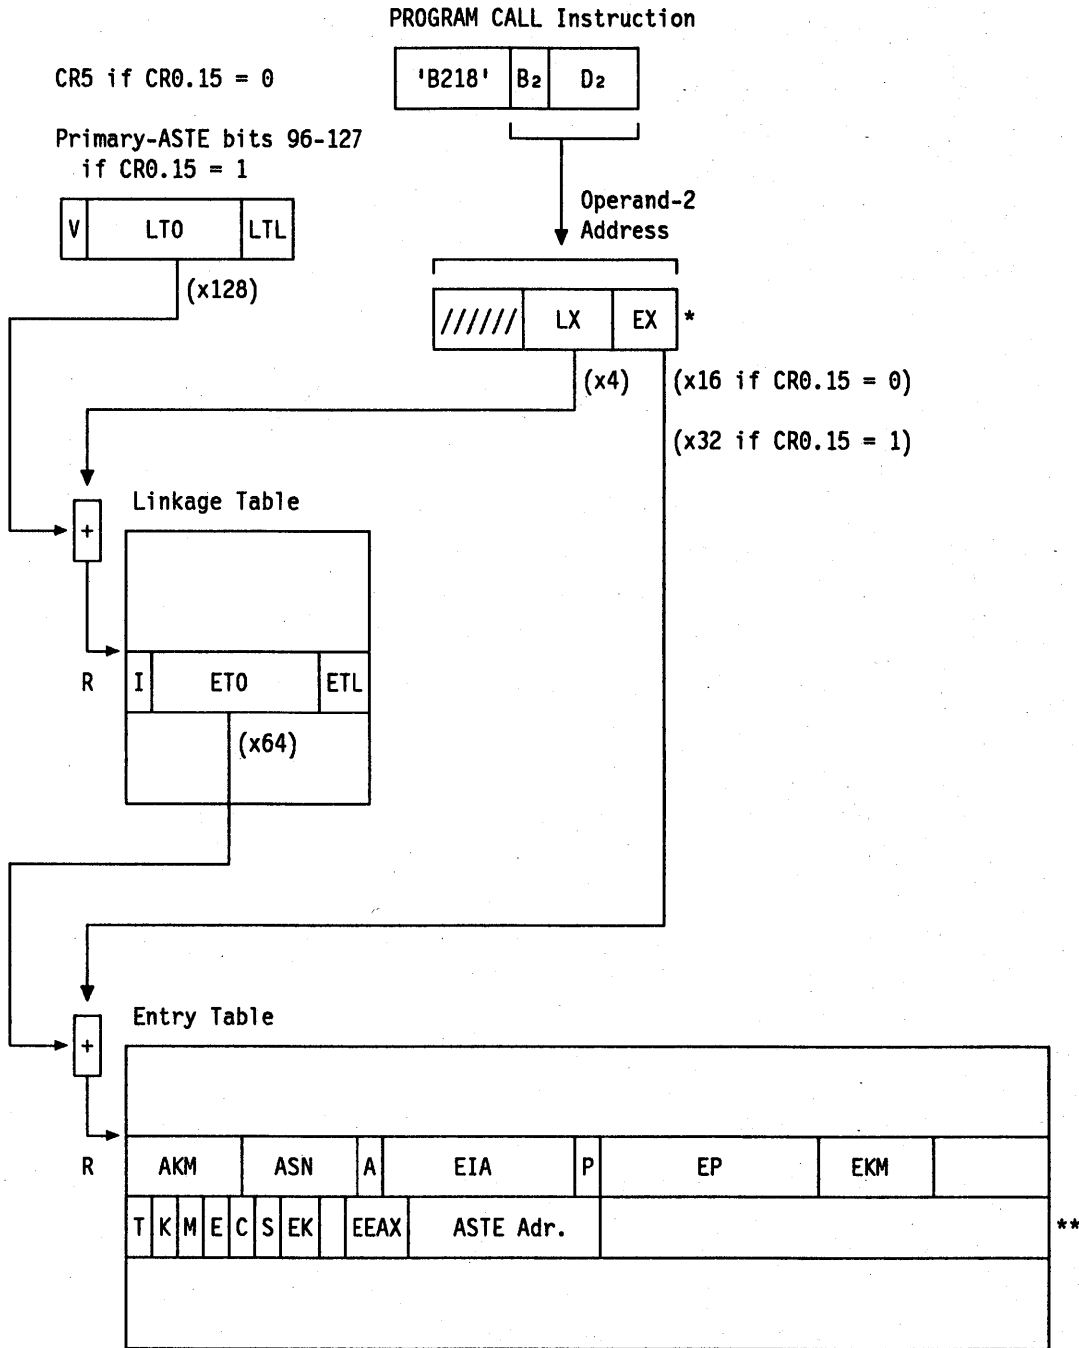 PROGRAM CALL Instruction
CR5 if CR0.15 = 0
'B218' B2 D2
Primary-ASTE bits 96-127
if CR0.15 = 1
Operand-2
Address
V LTO LTL
(x128)
////// LX EX *
(x4) (x16 if CR0.15 = 0)
(x32 if CR0.15 = 1)
Linkage Table
+
R I ETO ETL
(x64)
Entry Table
+
R AKM ASN A EIA P EP EKM
T K M E C S EK EEAX ASTE Adr. **